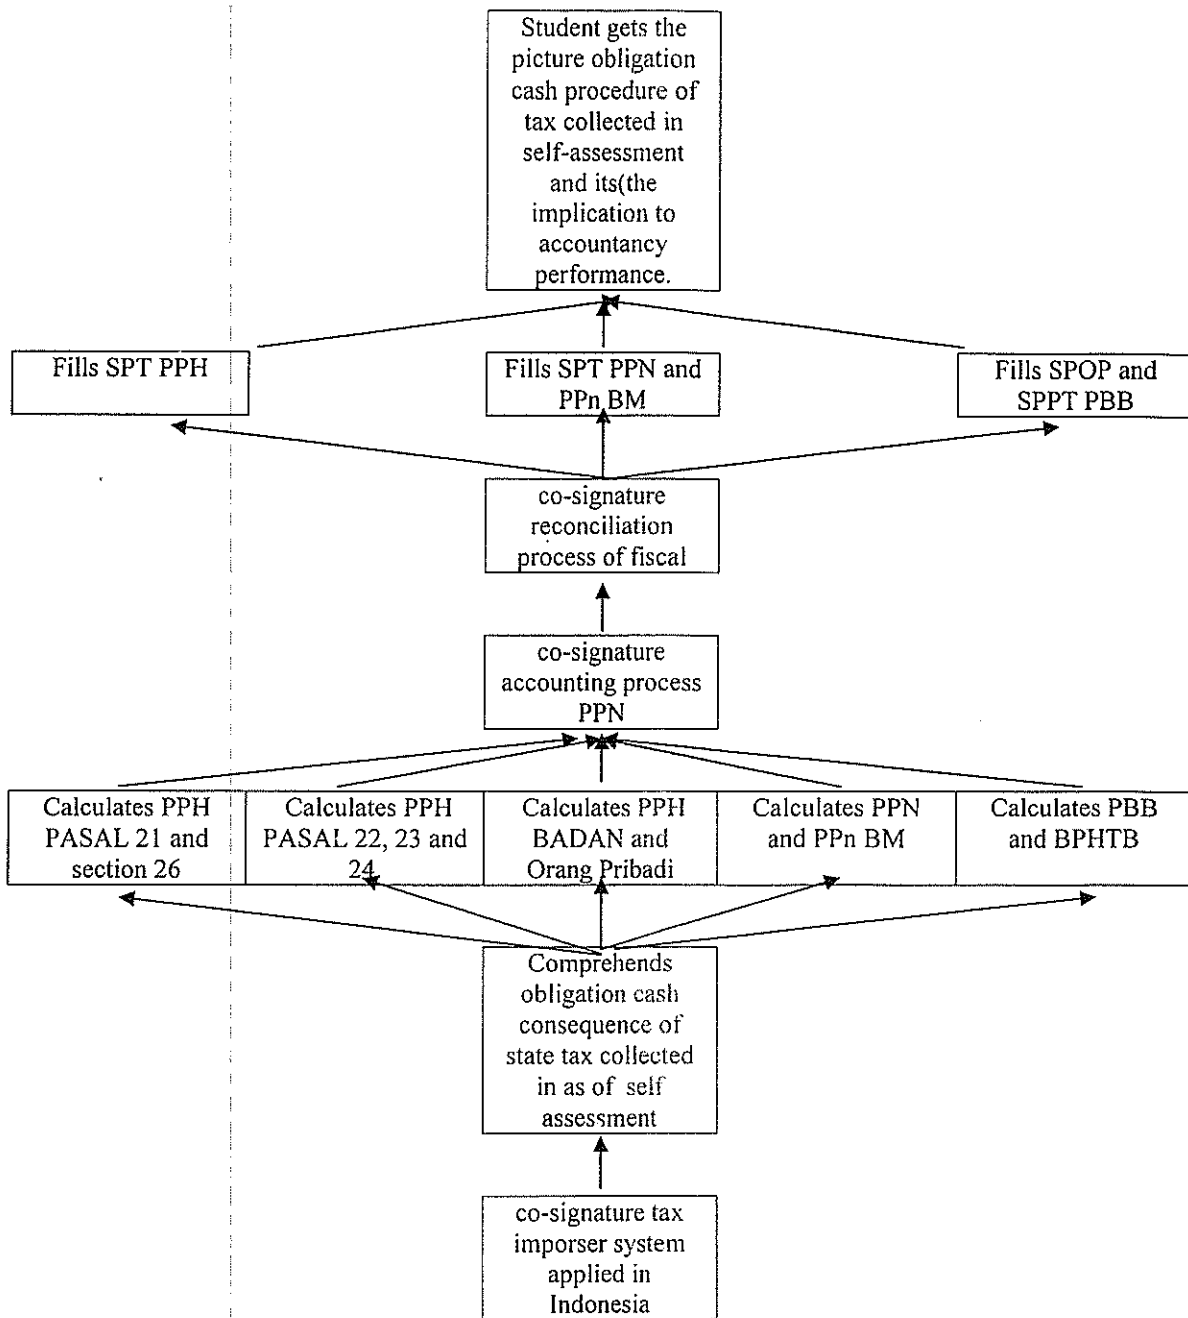 Student gets the
picture obligation
cash procedure of
tax collected in
self-assessment
and its(the
implication to
accountancy
performance.
Fills SPT PPH
Fills SPT PPN and
PPn BM
Fills SPOP and
SPPT PBB
co-signature
reconciliation
process of fiscal
co-signature
accounting process
PPN
Calculates PPH
PASAL 21 and
section 26
Calculates PPH
PASAL 22, 23 and
24
Calculates PPH
BADAN and
Orang Pribadi
Calculates PPN
and PPn BM
Calculates PBB
and BPHTB
Comprehends
obligation cash
consequence of
state tax collected
in as of self
assessment
co-signature tax
imporser system
applied in
Indonesia